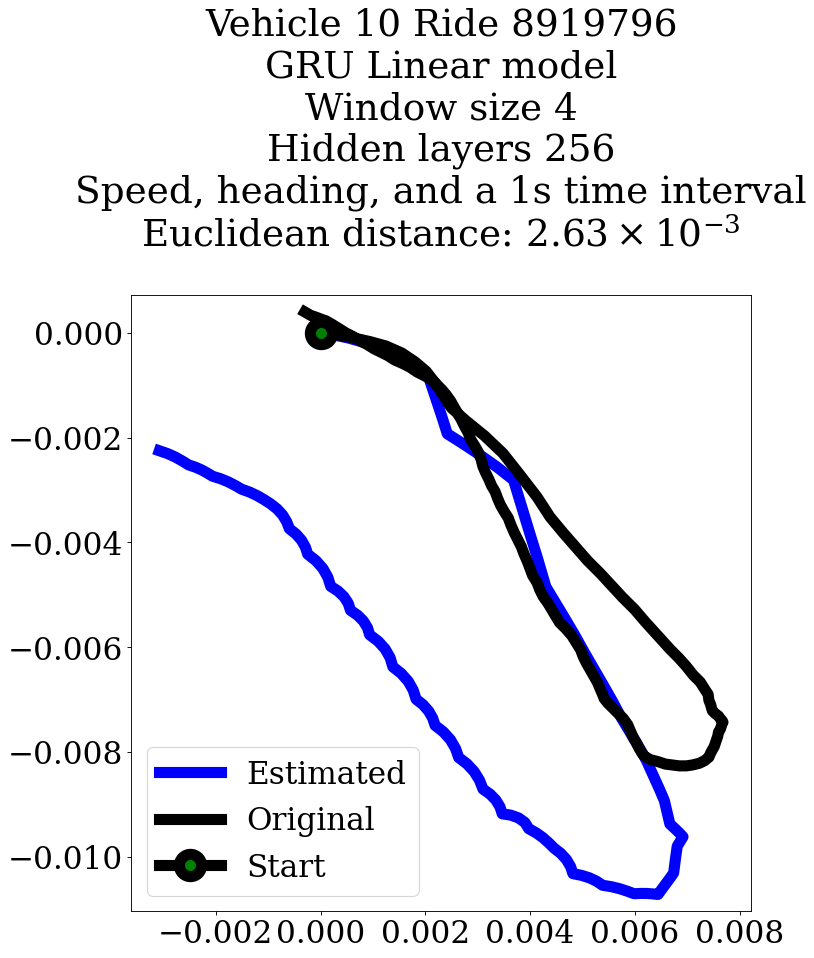 Vehicle 10 Ride 8919796
GRU Linear model
Window size 4
Hidden layers 256
Speed, heading, and a 1s time interval
Euclidean distance: 2.63 × 10⁻³
0.000
−0.002
−0.004
−0.006
−0.008
−0.010
Estimated
Original
Start
−0.002 0.000 0.002 0.004 0.006 0.008